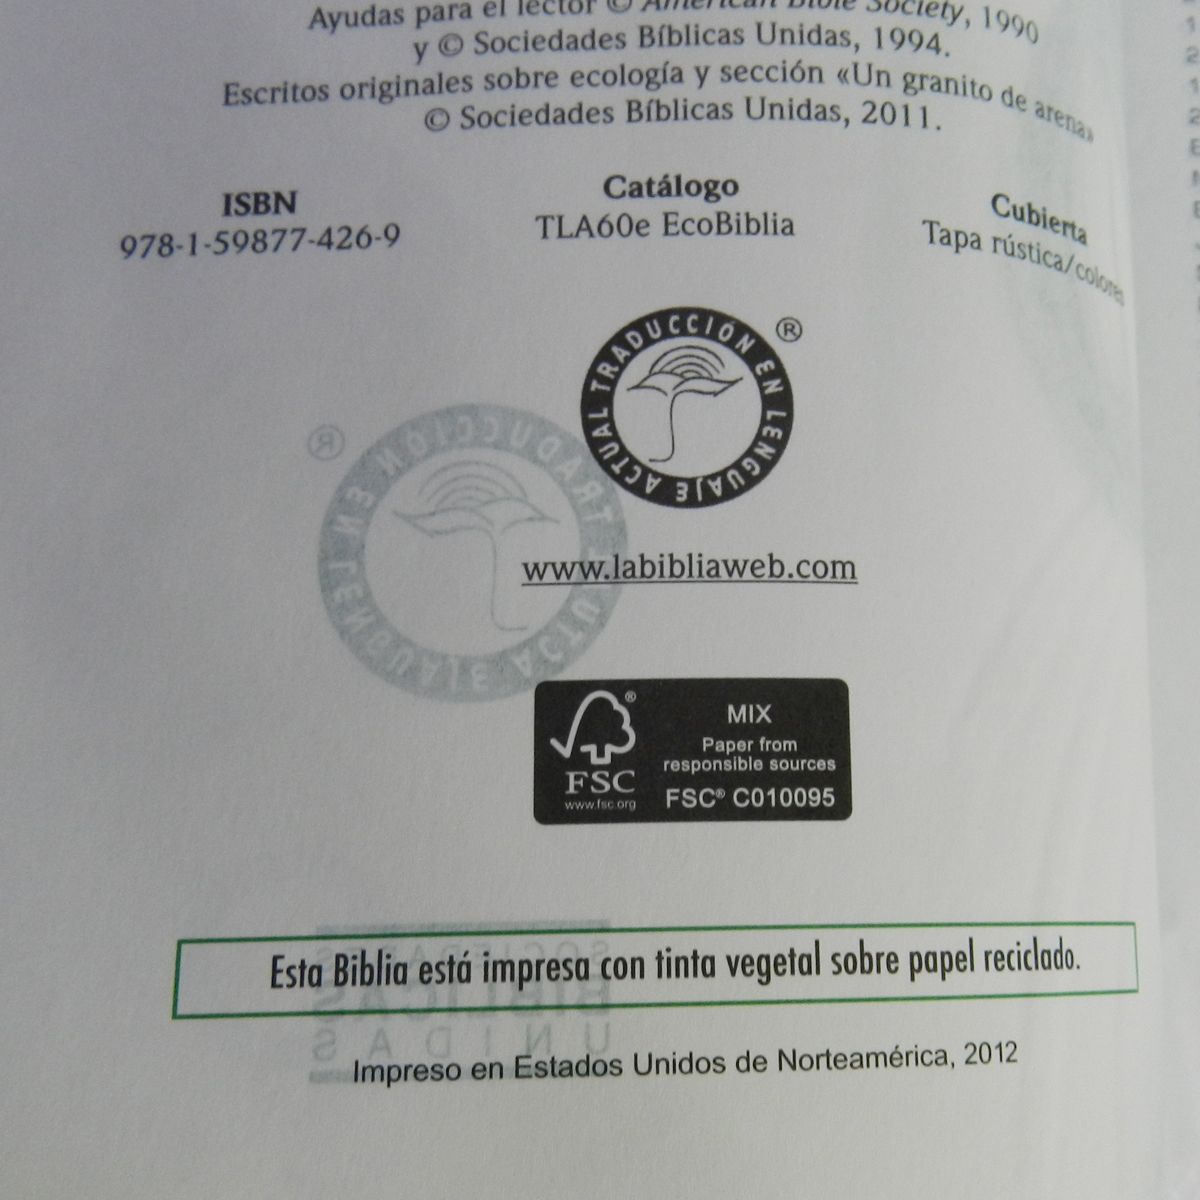 Ayudas para el lector © American Bible Society, 1990
y © Sociedades Bíblicas Unidas, 1994.
Escritos originales sobre ecología y sección «Un granito de arena»
© Sociedades Bíblicas Unidas, 2011.
ISBN
978-1-59877-426-9
Catálogo
TLA60e EcoBiblia
Cubierta
Tapa rústica/colores
TRADUCCIÓN EN LENGUAJE ACTUAL ®
www.labibliaweb.com
®
FSC
www.fsc.org
MIX
Paper from
responsible sources
FSC® C010095
Esta Biblia está impresa con tinta vegetal sobre papel reciclado.
Impreso en Estados Unidos de Norteamérica, 2012